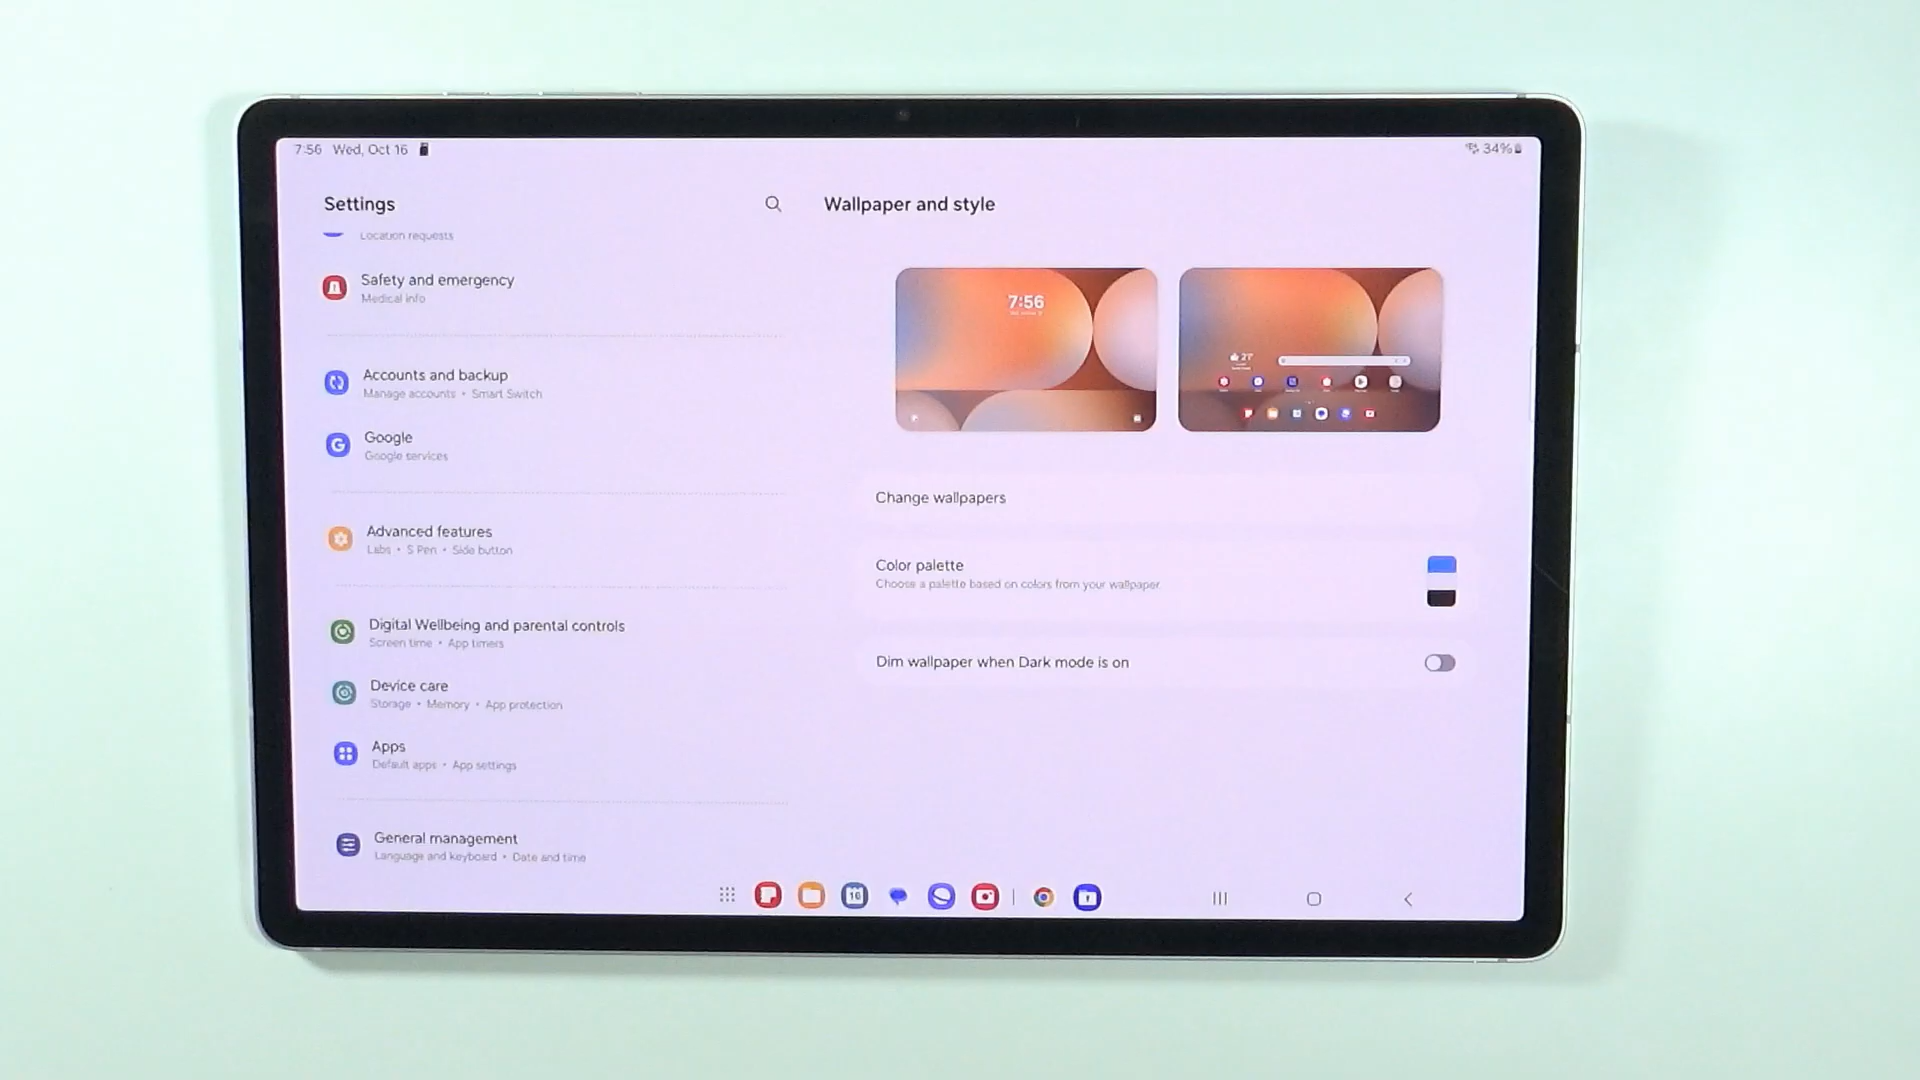 7:56 Wed, Oct 16
34%
Settings
Wallpaper and style
Location requests
Safety and emergency
Medical info
Accounts and backup
Manage accounts • Smart Switch
Google
Google services
Advanced features
Labs • S Pen • Side button
Digital Wellbeing and parental controls
Screen time • App timers
Device care
Storage • Memory • App protection
Apps
Default apps • App settings
General management
Language and keyboard • Date and time
7:56
21°
Change wallpapers
Color palette
Choose a palette based on colors from your wallpaper.
Dim wallpaper when Dark mode is on
16